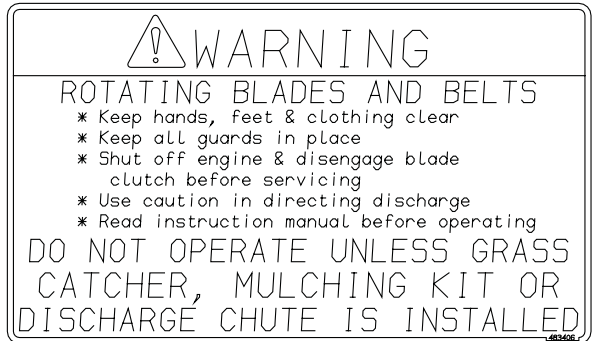 WARNING
ROTATING BLADES AND BELTS
* Keep hands, feet & clothing clear
* Keep all guards in place
* Shut off engine & disengage blade
clutch before servicing
* Use caution in directing discharge
* Read instruction manual before operating
DO NOT OPERATE UNLESS GRASS
CATCHER, MULCHING KIT OR
DISCHARGE CHUTE IS INSTALLED
483406